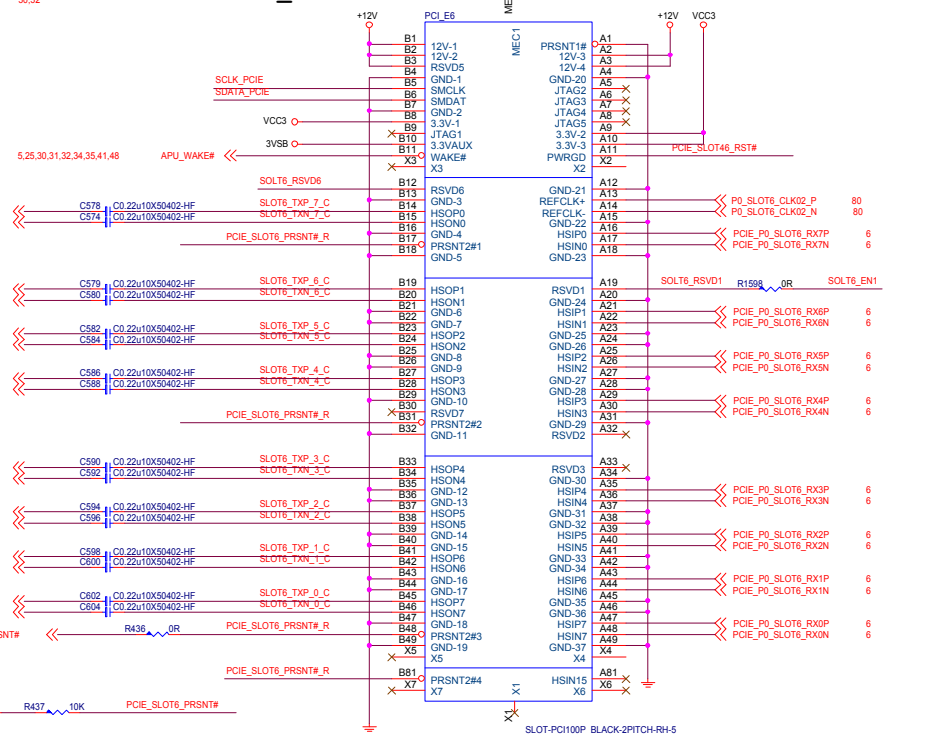 +12V PCI_E6 +12V VCC3
MEC1
B1 12V-1 PRSNT1# A1
B2 12V-2 12V-3 A2
B3 RSVD5 12V-4 A3
B4 GND-1 GND-20 A4
SCLK_PCIE B5 SMCLK JTAG2 A5
SDATA_PCIE B6 SMDAT JTAG3 A6
B7 GND-2 JTAG4 A7
VCC3 B8 3.3V-1 JTAG5 A8
B9 JTAG1 3.3V-2 A9
3VSB B10 3.3VAUX 3.3V-3 A10
5,25,30,31,32,34,35,41,48 APU_WAKE# B11 WAKE# PWRGD A11 PCIE_SLOT46_RST#
X3 X3 X2 X2
SOLT6_RSVD6 B12 RSVD6 GND-21 A12
B13 GND-3 REFCLK+ A13 P0_SLOT6_CLK02_P 80
C578 C0.22u10X50402-HF SLOT6_TXP_7_C B14 HSOP0 REFCLK- A14 P0_SLOT6_CLK02_N 80
C574 C0.22u10X50402-HF SLOT6_TXN_7_C B15 HSON0 GND-22 A15
B16 GND-4 HSIP0 A16 PCIE_P0_SLOT6_RX7P 6
PCIE_SLOT6_PRSNT#_R B17 PRSNT2#1 HSIN0 A17 PCIE_P0_SLOT6_RX7N 6
B18 GND-5 GND-23 A18
C579 C0.22u10X50402-HF SLOT6_TXP_6_C B19 HSOP1 RSVD1 A19 SOLT6_RSVD1 R1598 0R SOLT6_EN1
C580 C0.22u10X50402-HF SLOT6_TXN_6_C B20 HSON1 GND-24 A20
B21 GND-6 HSIP1 A21 PCIE_P0_SLOT6_RX6P 6
B22 GND-7 HSIN1 A22 PCIE_P0_SLOT6_RX6N 6
C582 C0.22u10X50402-HF SLOT6_TXP_5_C B23 HSOP2 GND-25 A23
C584 C0.22u10X50402-HF SLOT6_TXN_5_C B24 HSON2 GND-26 A24
B25 GND-8 HSIP2 A25 PCIE_P0_SLOT6_RX5P 6
B26 GND-9 HSIN2 A26 PCIE_P0_SLOT6_RX5N 6
C586 C0.22u10X50402-HF SLOT6_TXP_4_C B27 HSOP3 GND-27 A27
C588 C0.22u10X50402-HF SLOT6_TXN_4_C B28 HSON3 GND-28 A28
B29 GND-10 HSIP3 A29 PCIE_P0_SLOT6_RX4P 6
B30 RSVD7 HSIN3 A30 PCIE_P0_SLOT6_RX4N 6
PCIE_SLOT6_PRSNT#_R B31 PRSNT2#2 GND-29 A31
B32 GND-11 RSVD2 A32
C590 C0.22u10X50402-HF SLOT6_TXP_3_C B33 HSOP4 RSVD3 A33
C592 C0.22u10X50402-HF SLOT6_TXN_3_C B34 HSON4 GND-30 A34
B35 GND-12 HSIP4 A35 PCIE_P0_SLOT6_RX3P 6
B36 GND-13 HSIN4 A36 PCIE_P0_SLOT6_RX3N 6
C594 C0.22u10X50402-HF SLOT6_TXP_2_C B37 HSOP5 GND-31 A37
C596 C0.22u10X50402-HF SLOT6_TXN_2_C B38 HSON5 GND-32 A38
B39 GND-14 HSIP5 A39 PCIE_P0_SLOT6_RX2P 6
B40 GND-15 HSIN5 A40 PCIE_P0_SLOT6_RX2N 6
C598 C0.22u10X50402-HF SLOT6_TXP_1_C B41 HSOP6 GND-33 A41
C600 C0.22u10X50402-HF SLOT6_TXN_1_C B42 HSON6 GND-34 A42
B43 GND-16 HSIP6 A43 PCIE_P0_SLOT6_RX1P 6
B44 GND-17 HSIN6 A44 PCIE_P0_SLOT6_RX1N 6
C602 C0.22u10X50402-HF SLOT6_TXP_0_C B45 HSOP7 GND-35 A45
C604 C0.22u10X50402-HF SLOT6_TXN_0_C B46 HSON7 GND-36 A46
B47 GND-18 HSIP7 A47 PCIE_P0_SLOT6_RX0P 6
SNT# R436 0R PCIE_SLOT6_PRSNT#_R B48 PRSNT2#3 HSIN7 A48 PCIE_P0_SLOT6_RX0N 6
B49 GND-19 GND-37 A49
X5 X5 X4 X4
PCIE_SLOT6_PRSNT#_R B81 PRSNT2#4 HSIN15 A81
X7 X7 X1 X6 X6
R437 10K PCIE_SLOT6_PRSNT# X1
SLOT-PCI100P_BLACK-2PITCH-RH-5